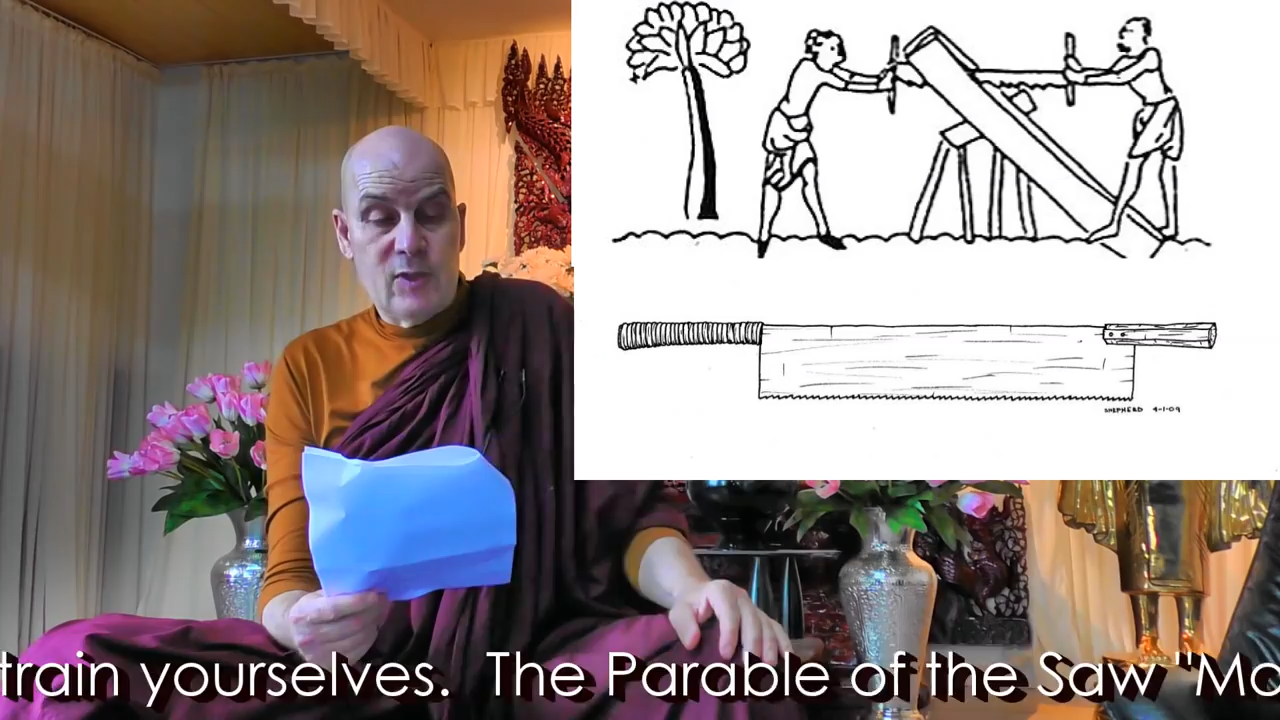 SHEPHERD 4-1-09
train yourselves. The Parable of the Saw "Mo